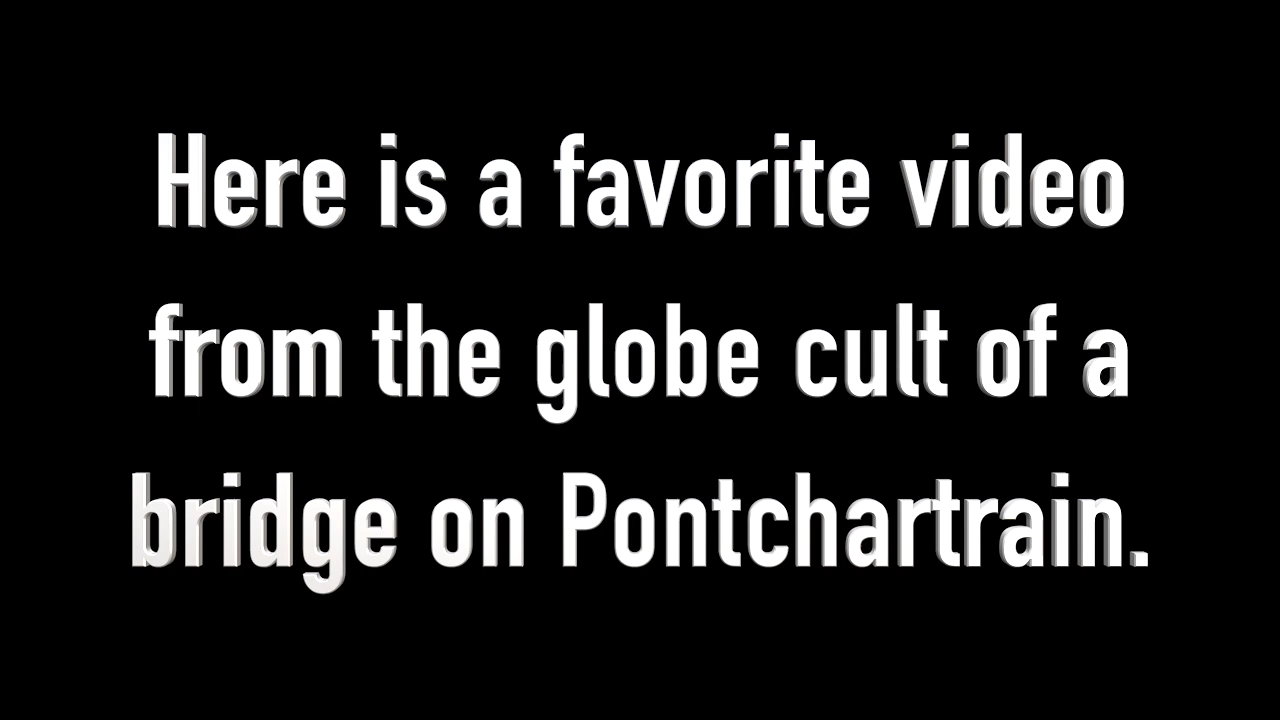 Here is a favorite video
from the globe cult of a
bridge on Pontchartrain.